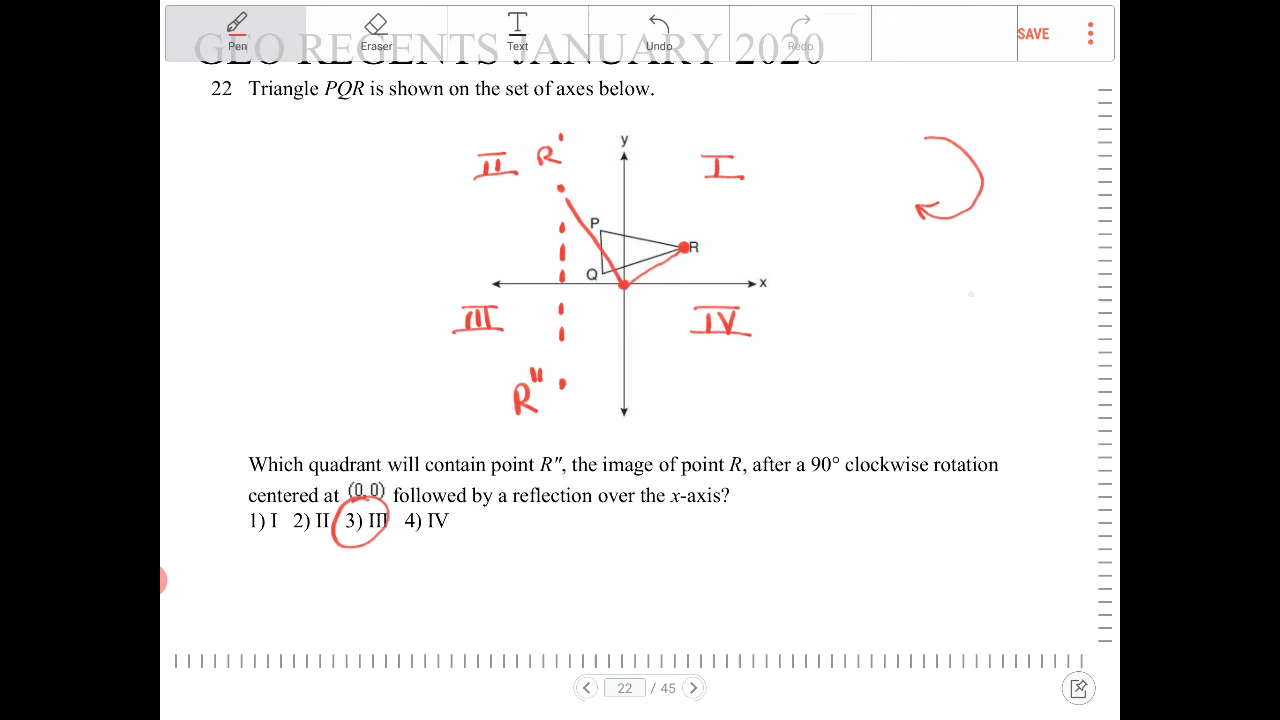 Pen Eraser Text Undo Redo SAVE
GEO REGENTS JANUARY 2020
22 Triangle PQR is shown on the set of axes below.
y
II R' I
P
R
Q
x
III IV
R"
Which quadrant will contain point R″, the image of point R, after a 90° clockwise rotation
centered at (0,0) followed by a reflection over the x-axis?
1) I 2) II 3) III 4) IV
22 / 45